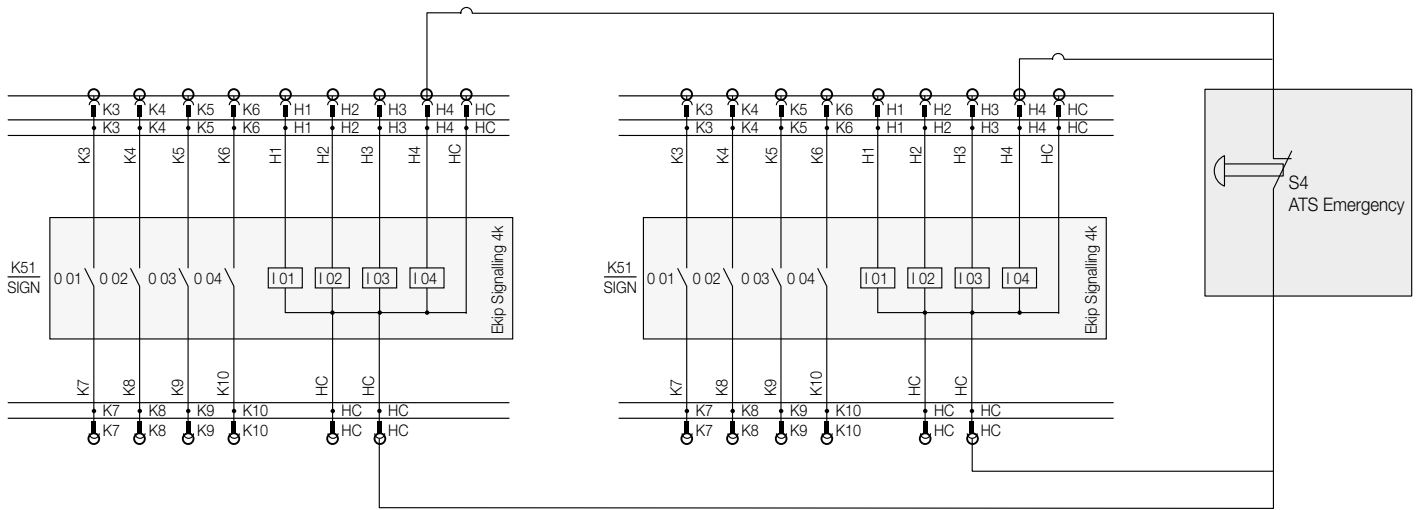 K3 K4 K5 K6 H1 H2 H3 H4 HC K3 K4 K5 K6 H1 H2 H3 H4 HC
K3 K4 K5 K6 H1 H2 H3 H4 HC K3 K4 K5 K6 H1 H2 H3 H4 HC
K3 K4 K5 K6 H1 H2 H3 H4 HC K3 K4 K5 K6 H1 H2 H3 H4 HC
S4
ATS Emergency
K51
SIGN
0 01 0 02 0 03 0 04 I 01 I 02 I 03 I 04
Ekip Signalling 4k
K51
SIGN
0 01 0 02 0 03 0 04 I 01 I 02 I 03 I 04
Ekip Signalling 4k
K7 K8 K9 K10 HC HC K7 K8 K9 K10 HC HC
K7 K8 K9 K10 HC HC K7 K8 K9 K10 HC HC
K7 K8 K9 K10 HC HC K7 K8 K9 K10 HC HC